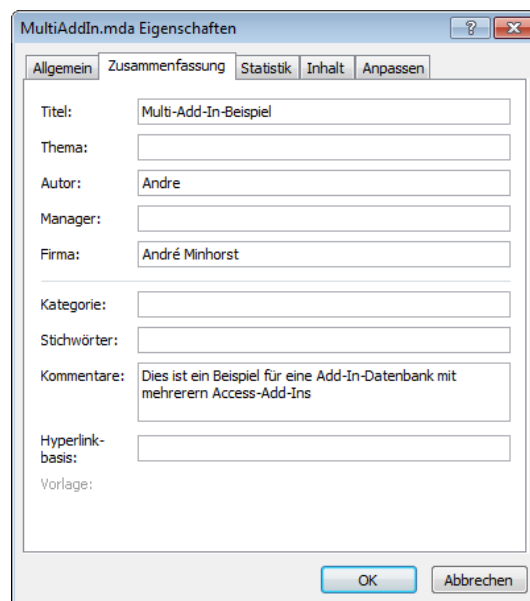 MultiAddIn.mda Eigenschaften
Allgemein Zusammenfassung Statistik Inhalt Anpassen
Titel: Multi-Add-In-Beispiel
Thema:
Autor: Andre
Manager:
Firma: André Minhorst
Kategorie:
Stichwörter:
Kommentare: Dies ist ein Beispiel für eine Add-In-Datenbank mit
mehrerern Access-Add-Ins
Hyperlink-
basis:
Vorlage:
OK Abbrechen